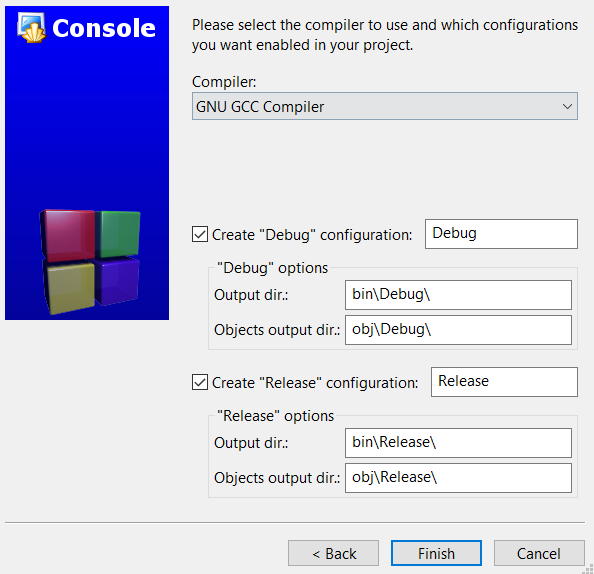 Console
Please select the compiler to use and which configurations
you want enabled in your project.
Compiler:
GNU GCC Compiler
Create "Debug" configuration: Debug
"Debug" options
Output dir.: bin\Debug\
Objects output dir.: obj\Debug\
Create "Release" configuration: Release
"Release" options
Output dir.: bin\Release\
Objects output dir.: obj\Release\
< Back Finish Cancel